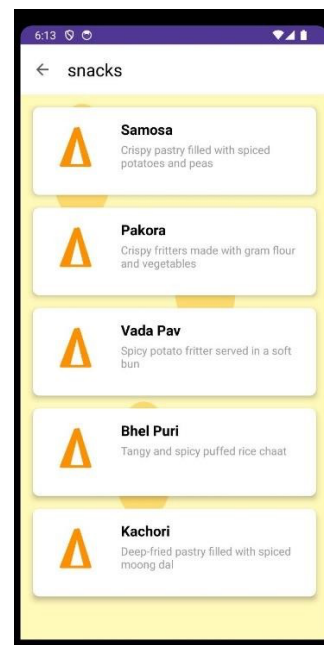 6:13
snacks
Samosa
Crispy pastry filled with spiced
potatoes and peas
Pakora
Crispy fritters made with gram flour
and vegetables
Vada Pav
Spicy potato fritter served in a soft
bun
Bhel Puri
Tangy and spicy puffed rice chaat
Kachori
Deep-fried pastry filled with spiced
moong dal